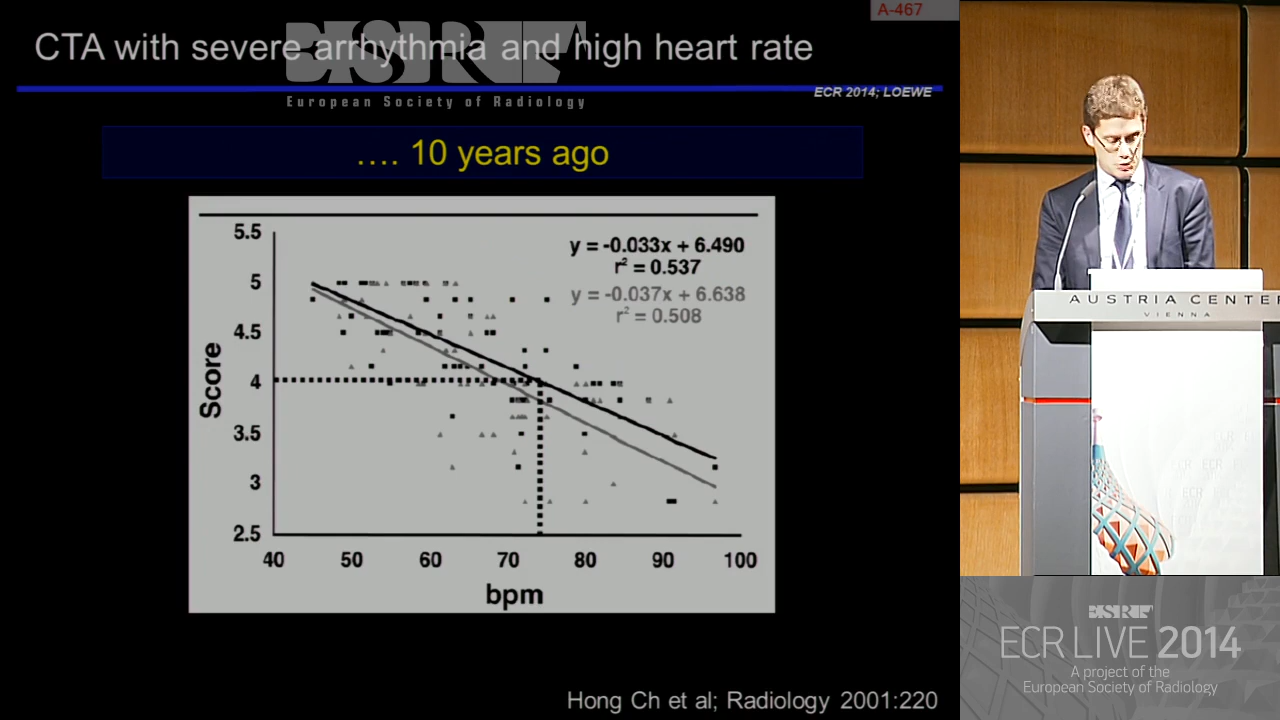 A-467
CTA with severe arrhythmia and high heart rate
ESR
European Society of Radiology
ECR 2014; LOEWE
.... 10 years ago
y = -0.033x + 6.490
r² = 0.537
y = -0.037x + 6.638
r² = 0.508
5.5
5
4.5
4
3.5
3
2.5
Score
40 50 60 70 80 90 100
bpm
Hong Ch et al; Radiology 2001:220
AUSTRIA CENTER
VIENNA
ESR
ECR LIVE 2014
A project of the
European Society of Radiology